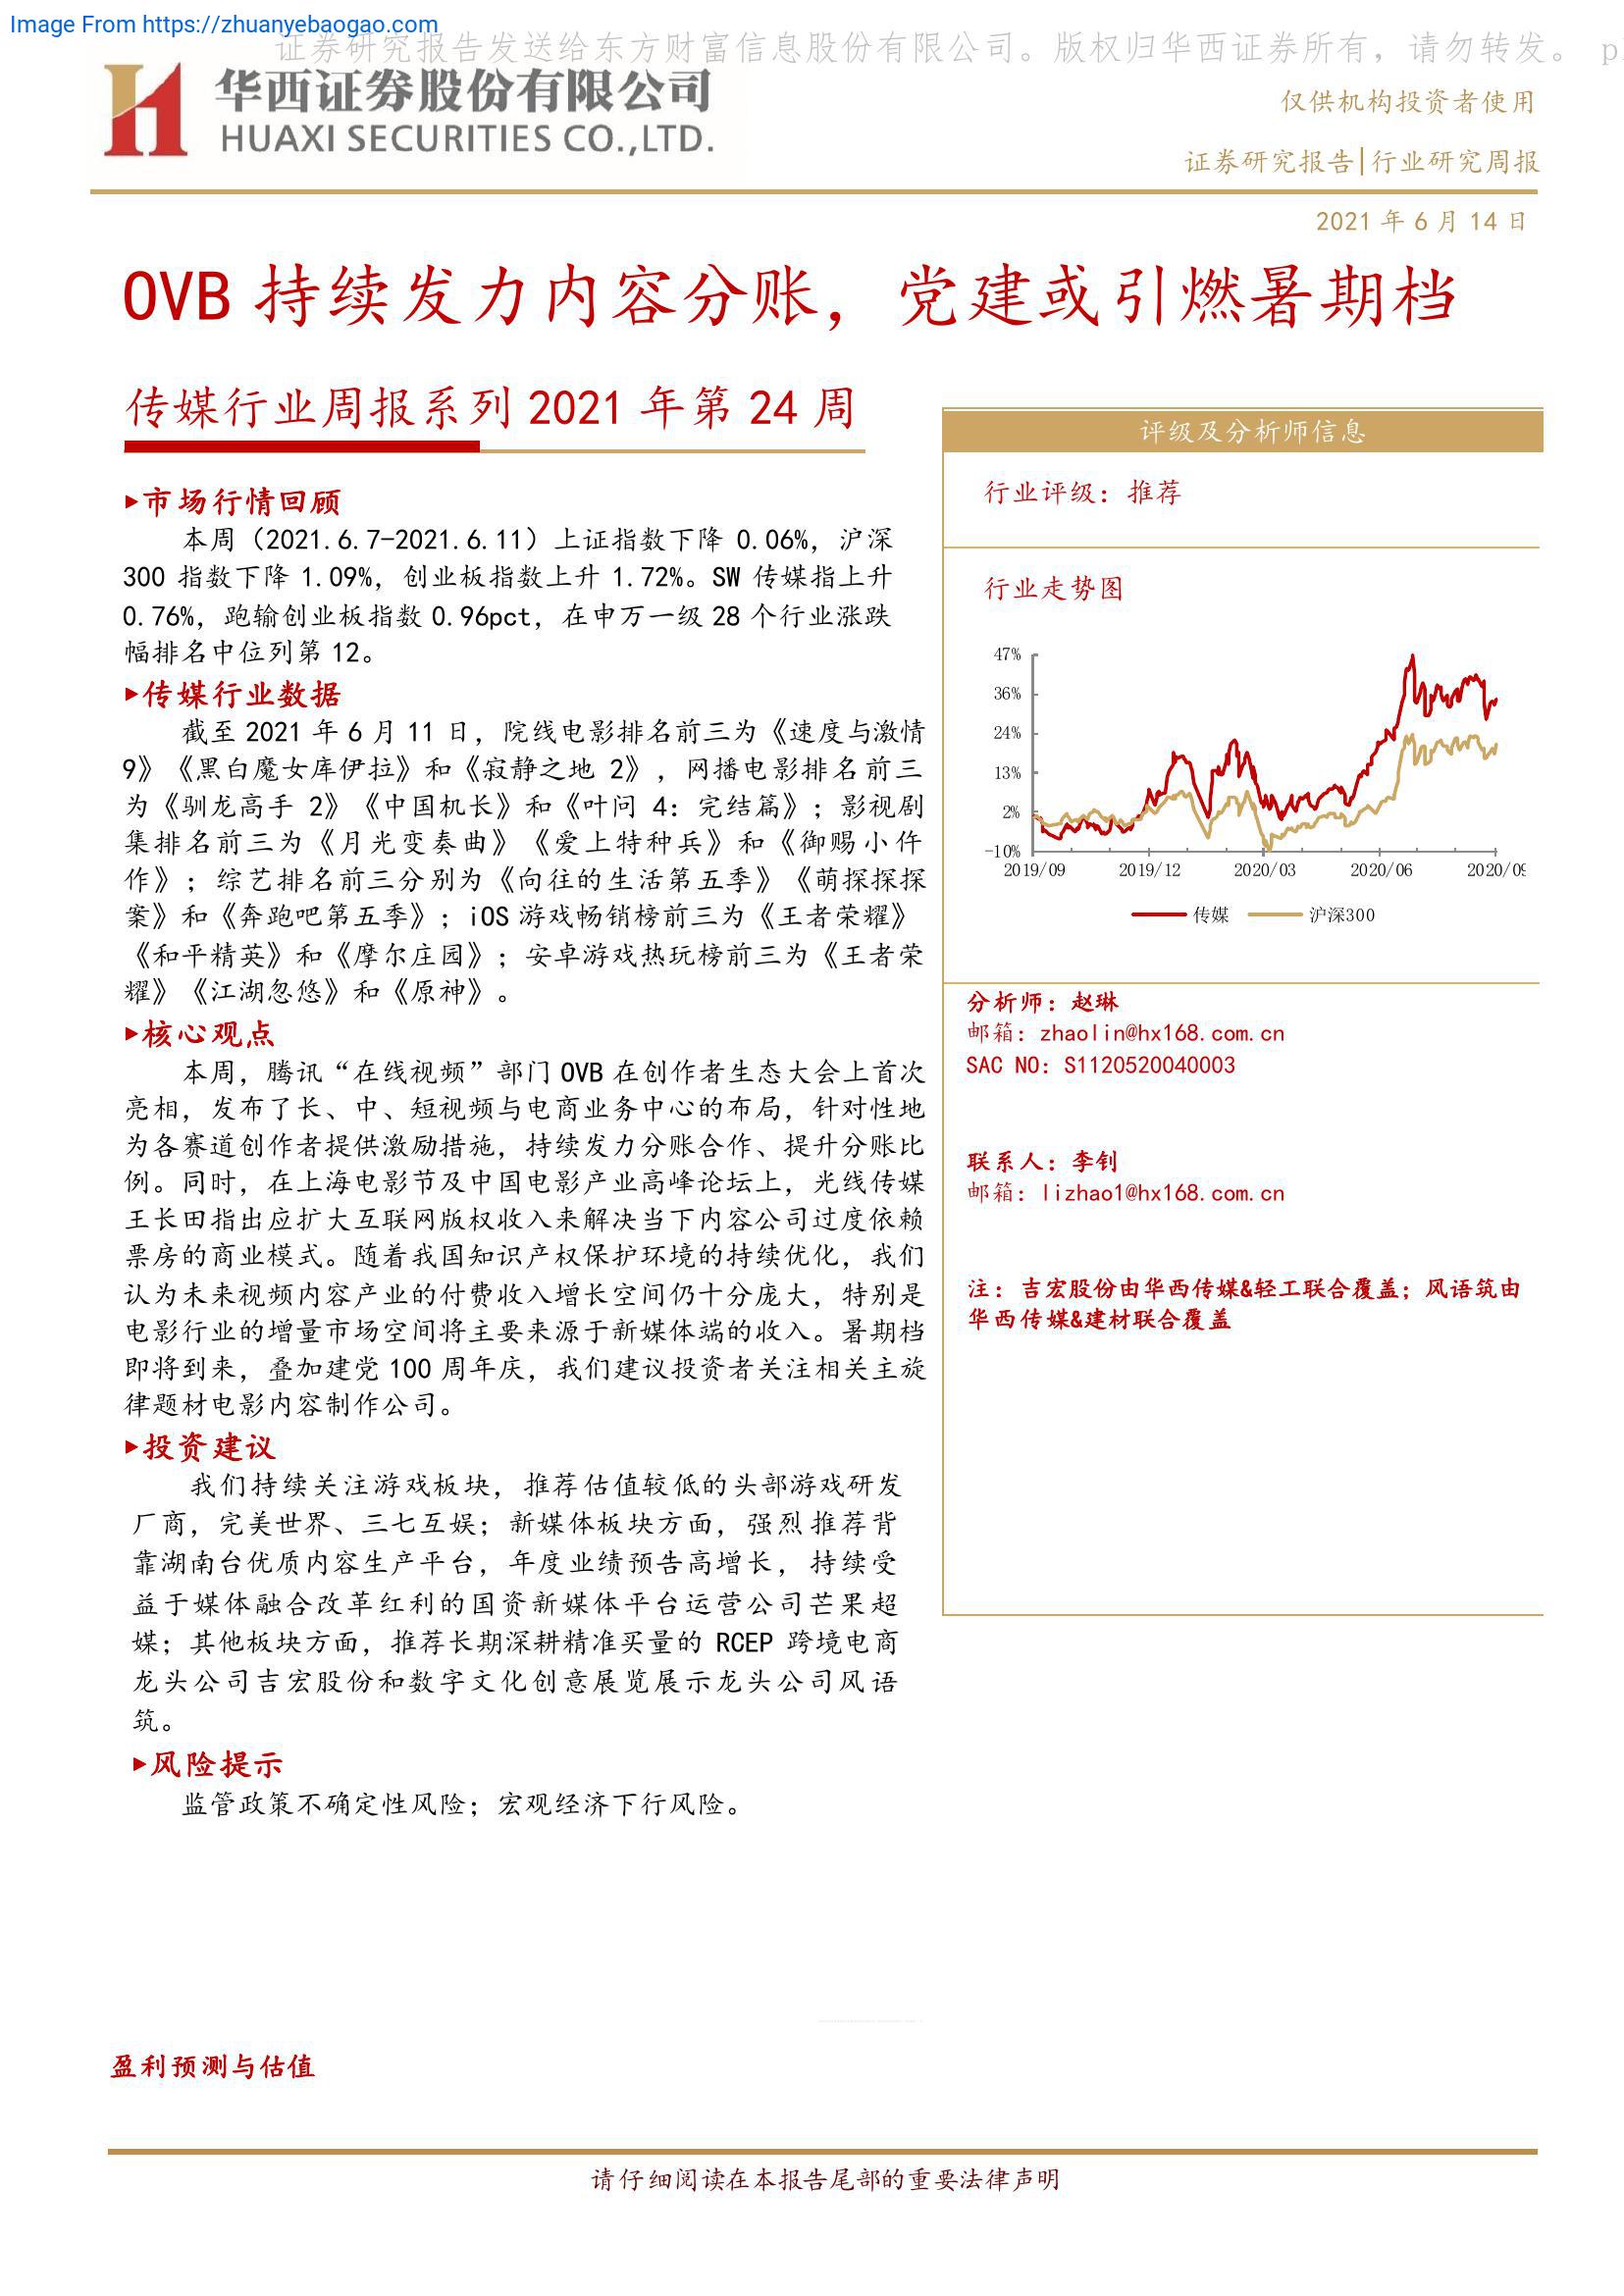 Image From https://zhuanyebaogao.com
证券研究报告发送给东方财富信息股份有限公司。版权归华西证券所有，请勿转发。 p
华西证券股份有限公司
HUAXI SECURITIES CO.,LTD.
仅供机构投资者使用
证券研究报告|行业研究周报
2021 年 6 月 14 日
OVB 持续发力内容分账，党建或引燃暑期档
传媒行业周报系列 2021 年第 24 周
▸市场行情回顾
本周（2021.6.7-2021.6.11）上证指数下降 0.06%，沪深
300 指数下降 1.09%，创业板指数上升 1.72%。SW 传媒指上升
0.76%，跑输创业板指数 0.96pct，在申万一级 28 个行业涨跌
幅排名中位列第 12。
▸传媒行业数据
截至 2021 年 6 月 11 日，院线电影排名前三为《速度与激情
9》《黑白魔女库伊拉》和《寂静之地 2》，网播电影排名前三
为《驯龙高手 2》《中国机长》和《叶问 4：完结篇》；影视剧
集排名前三为《月光变奏曲》《爱上特种兵》和《御赐小仵
作》；综艺排名前三分别为《向往的生活第五季》《萌探探探
案》和《奔跑吧第五季》；iOS 游戏畅销榜前三为《王者荣耀》
《和平精英》和《摩尔庄园》；安卓游戏热玩榜前三为《王者荣
耀》《江湖忽悠》和《原神》。
▸核心观点
本周，腾讯“在线视频”部门 OVB 在创作者生态大会上首次
亮相，发布了长、中、短视频与电商业务中心的布局，针对性地
为各赛道创作者提供激励措施，持续发力分账合作、提升分账比
例。同时，在上海电影节及中国电影产业高峰论坛上，光线传媒
王长田指出应扩大互联网版权收入来解决当下内容公司过度依赖
票房的商业模式。随着我国知识产权保护环境的持续优化，我们
认为未来视频内容产业的付费收入增长空间仍十分庞大，特别是
电影行业的增量市场空间将主要来源于新媒体端的收入。暑期档
即将到来，叠加建党 100 周年庆，我们建议投资者关注相关主旋
律题材电影内容制作公司。
▸投资建议
我们持续关注游戏板块，推荐估值较低的头部游戏研发
厂商，完美世界、三七互娱；新媒体板块方面，强烈推荐背
靠湖南台优质内容生产平台，年度业绩预告高增长，持续受
益于媒体融合改革红利的国资新媒体平台运营公司芒果超
媒；其他板块方面，推荐长期深耕精准买量的 RCEP 跨境电商
龙头公司吉宏股份和数字文化创意展览展示龙头公司风语
筑。
▸风险提示
监管政策不确定性风险；宏观经济下行风险。
评级及分析师信息
行业评级：推荐
行业走势图
47%
36%
24%
13%
2%
-10%
2019/09 2019/12 2020/03 2020/06 2020/09
传媒 沪深300
分析师：赵琳
邮箱：zhaolin@hx168.com.cn
SAC NO：S1120520040003
联系人：李钊
邮箱：lizhao1@hx168.com.cn
注：吉宏股份由华西传媒&轻工联合覆盖；风语筑由
华西传媒&建材联合覆盖
盈利预测与估值
请仔细阅读在本报告尾部的重要法律声明